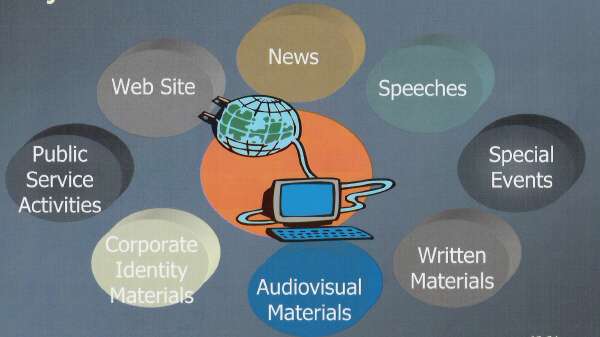 News
Web Site
Speeches
Public
Service
Activities
Special
Events
Corporate
Identity
Materials
Written
Materials
Audiovisual
Materials